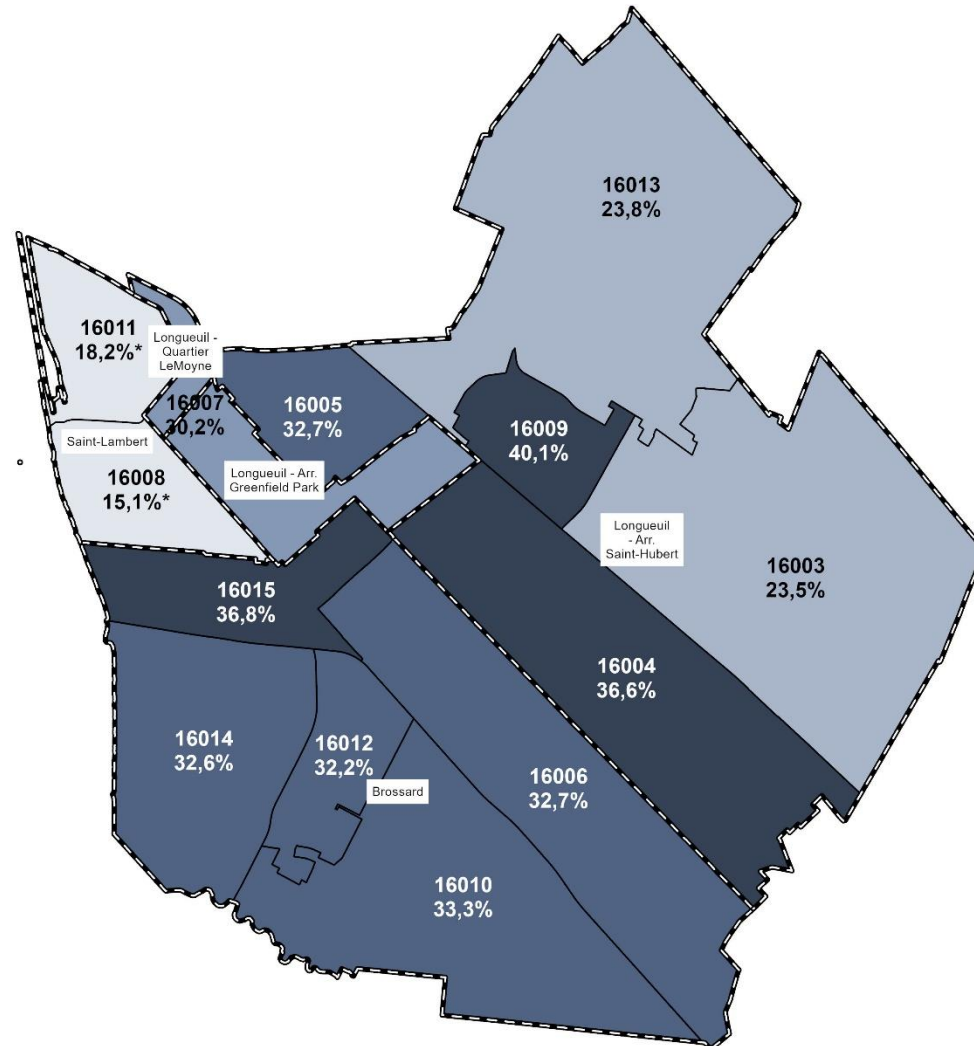 16013
23,8%
16011
18,2%*
Longueuil -
Quartier
LeMoyne
16007
30,2%
16005
32,7%
16009
40,1%
Saint-Lambert
16008
15,1%*
Longueuil - Arr.
Greenfield Park
Longueuil
- Arr.
Saint-Hubert
16003
23,5%
16015
36,8%
16004
36,6%
16014
32,6%
16012
32,2%
16006
32,7%
Brossard
16010
33,3%